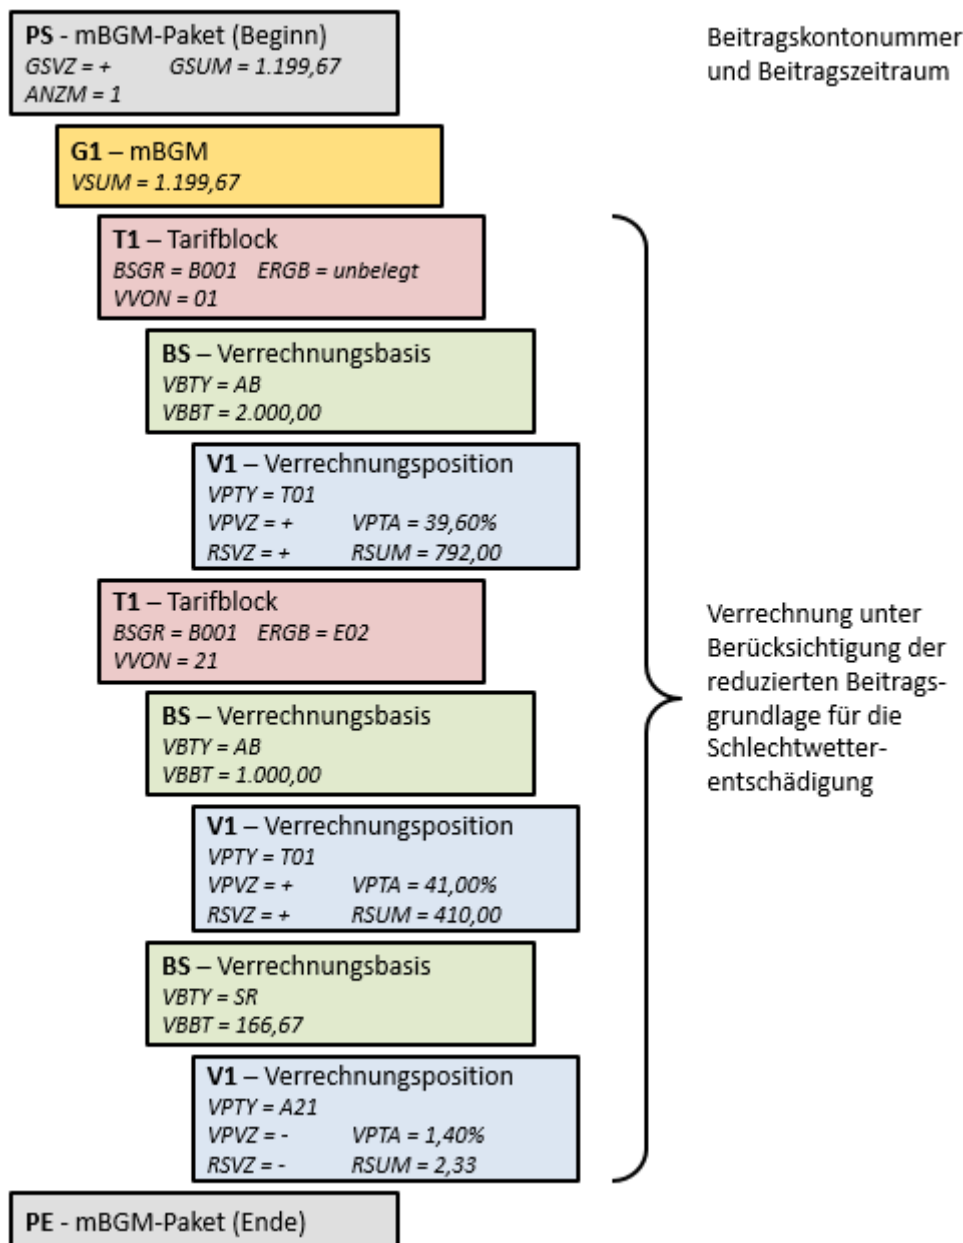 PS - mBGM-Paket (Beginn)
GSVZ = + GSUM = 1.199,67
ANZM = 1
Beitragskontonummer
und Beitragszeitraum
G1 – mBGM
VSUM = 1.199,67
T1 – Tarifblock
BSGR = B001 ERGB = unbelegt
VVON = 01
BS – Verrechnungsbasis
VBTY = AB
VBBT = 2.000,00
V1 – Verrechnungsposition
VPTY = T01
VPVZ = + VPTA = 39,60%
RSVZ = + RSUM = 792,00
T1 – Tarifblock
BSGR = B001 ERGB = E02
VVON = 21
BS – Verrechnungsbasis
VBTY = AB
VBBT = 1.000,00
V1 – Verrechnungsposition
VPTY = T01
VPVZ = + VPTA = 41,00%
RSVZ = + RSUM = 410,00
BS – Verrechnungsbasis
VBTY = SR
VBBT = 166,67
V1 – Verrechnungsposition
VPTY = A21
VPVZ = - VPTA = 1,40%
RSVZ = - RSUM = 2,33
Verrechnung unter
Berücksichtigung der
reduzierten Beitrags-
grundlage für die
Schlechtwetter-
entschädigung
PE - mBGM-Paket (Ende)